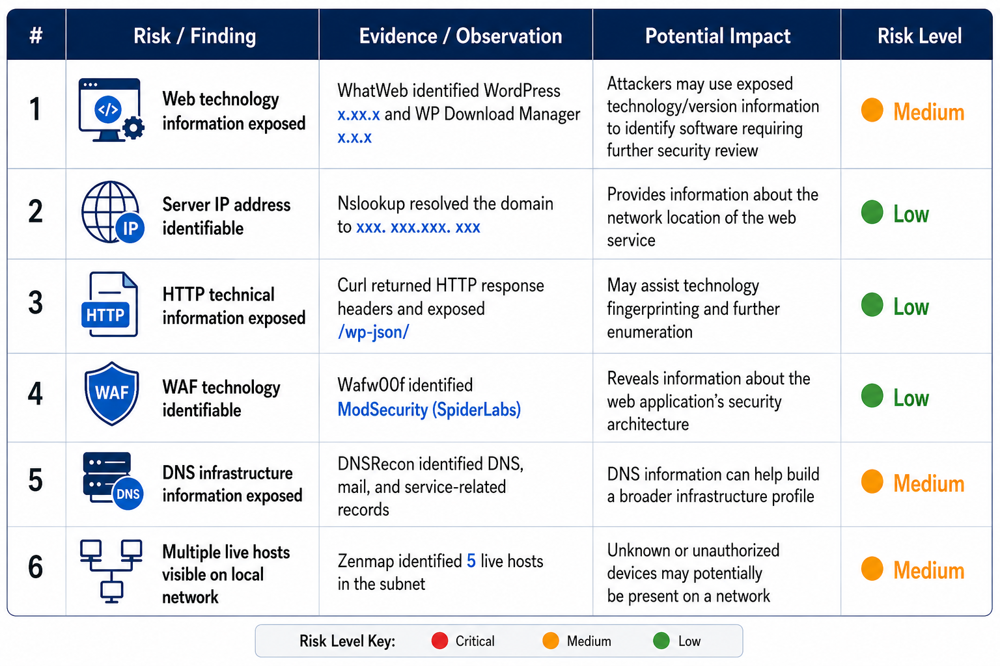 # Risk / Finding Evidence / Observation Potential Impact Risk Level
1
</>
Web technology
information exposed
WhatWeb identified WordPress
x.xx.x and WP Download Manager
x.x.x
Attackers may use exposed
technology/version information
to identify software requiring
further security review
Medium
2
IP
Server IP address
identifiable
Nslookup resolved the domain
to xxx. xxx.xxx. xxx
Provides information about the
network location of the web
service
Low
3
HTTP
HTTP technical
information exposed
Curl returned HTTP response
headers and exposed
/wp-json/
May assist technology
fingerprinting and further
enumeration
Low
4
WAF
WAF technology
identifiable
Wafw00f identified
ModSecurity (SpiderLabs)
Reveals information about the
web application's security
architecture
Low
5
DNS
DNS infrastructure
information exposed
DNSRecon identified DNS,
mail, and service-related
records
DNS information can help build
a broader infrastructure profile
Medium
6
Multiple live hosts
visible on local
network
Zenmap identified 5 live hosts
in the subnet
Unknown or unauthorized
devices may potentially
be present on a network
Medium
Risk Level Key: Critical Medium Low